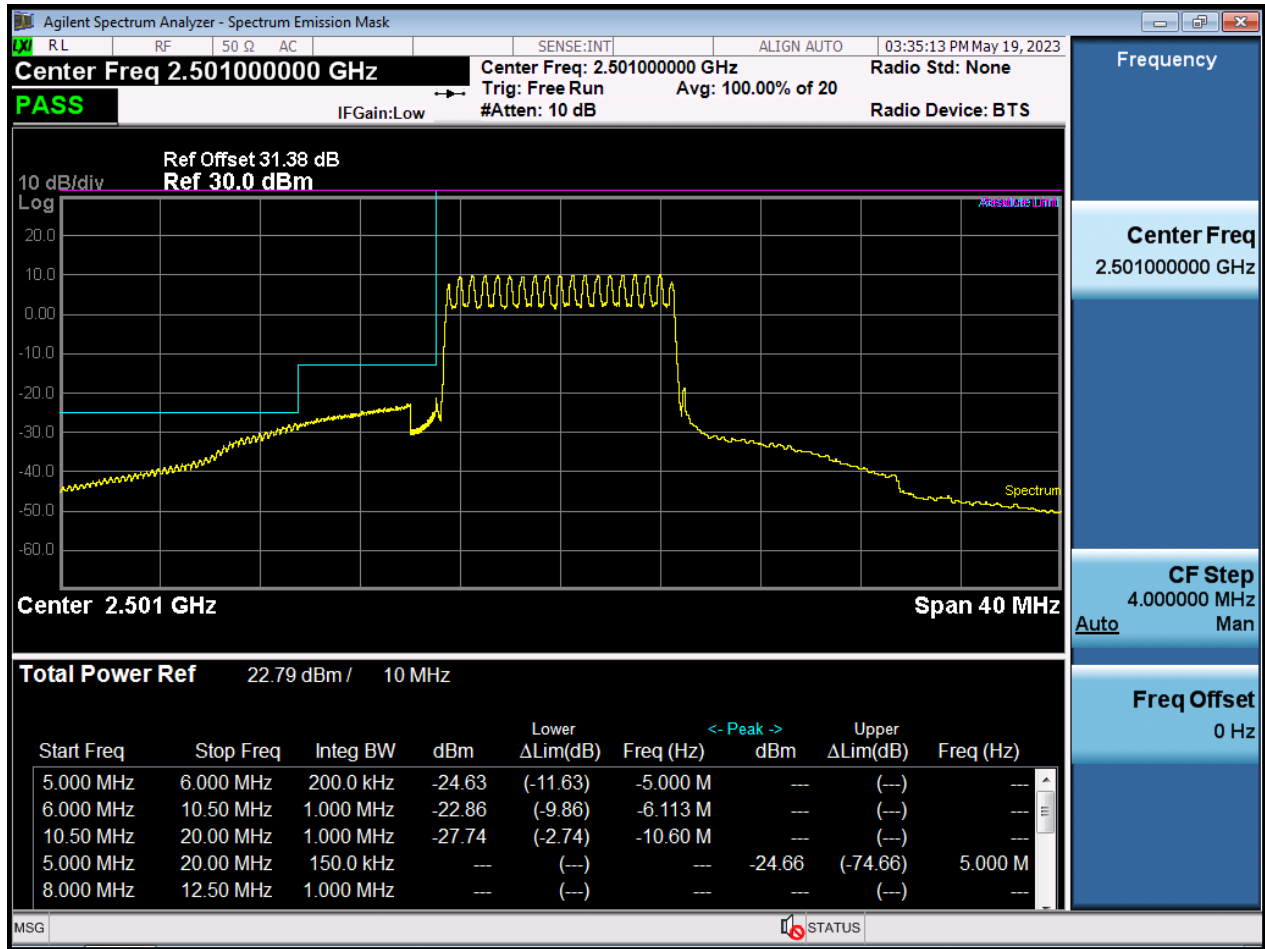 Agilent Spectrum Analyzer - Spectrum Emission Mask
LXI RL RF 50 Ω AC SENSE:INT ALIGN AUTO 03:35:13 PM May 19, 2023
Center Freq 2.501000000 GHz
PASS
IFGain:Low
Center Freq: 2.501000000 GHz
Trig: Free Run Avg: 100.00% of 20
#Atten: 10 dB
Radio Std: None
Radio Device: BTS
Ref Offset 31.38 dB
10 dB/div Ref 30.0 dBm
Log
20.0
10.0
0.00
-10.0
-20.0
-30.0
-40.0
-50.0
-60.0
Limit
Spectrum
Center 2.501 GHz Span 40 MHz
Total Power Ref 22.79 dBm / 10 MHz
Lower <- Peak -> Upper
Start Freq Stop Freq Integ BW dBm ΔLim(dB) Freq (Hz) dBm ΔLim(dB) Freq (Hz)
5.000 MHz 6.000 MHz 200.0 kHz -24.63 (-11.63) -5.000 M --- (---) ---
6.000 MHz 10.50 MHz 1.000 MHz -22.86 (-9.86) -6.113 M --- (---) ---
10.50 MHz 20.00 MHz 1.000 MHz -27.74 (-2.74) -10.60 M --- (---) ---
5.000 MHz 20.00 MHz 150.0 kHz --- (---) --- -24.66 (-74.66) 5.000 M
8.000 MHz 12.50 MHz 1.000 MHz --- (---) --- --- (---) ---
MSG STATUS
Frequency
Center Freq
2.501000000 GHz
CF Step
4.000000 MHz
Auto Man
Freq Offset
0 Hz